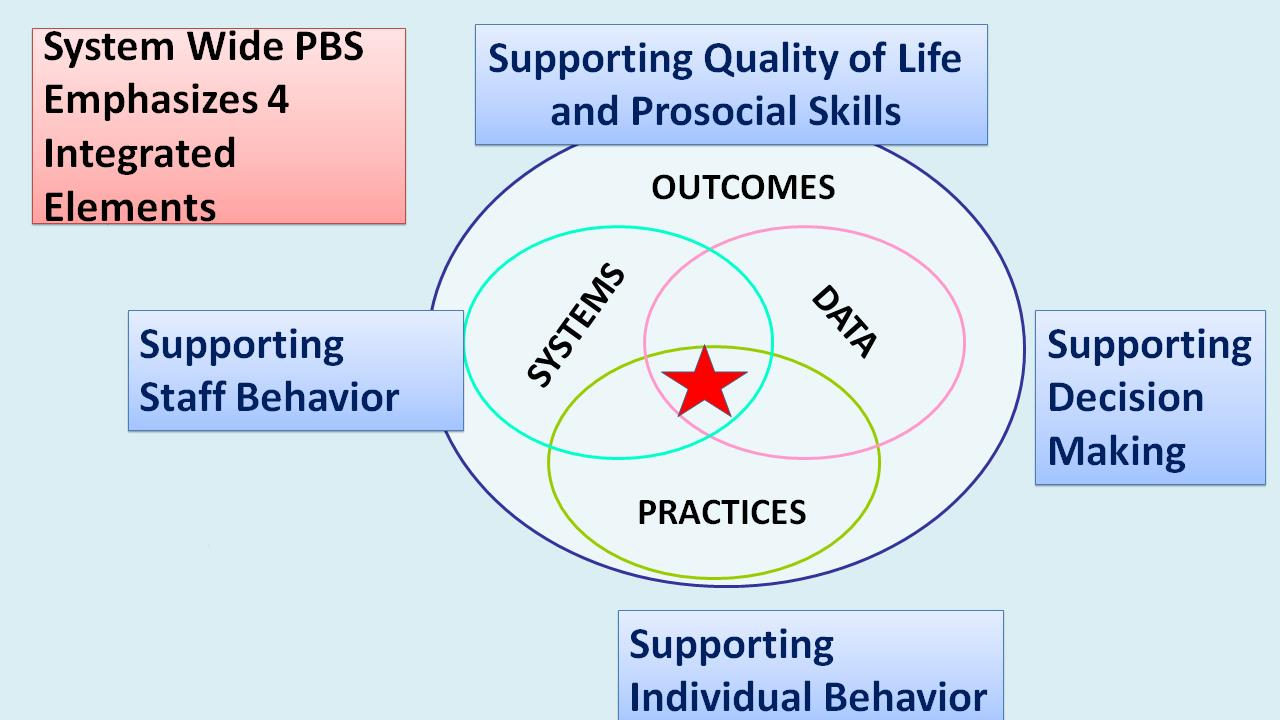 System Wide PBS
Emphasizes 4
Integrated
Elements
Supporting Quality of Life
and Prosocial Skills
OUTCOMES
SYSTEMS
DATA
Supporting
Staff Behavior
Supporting
Decision
Making
PRACTICES
Supporting
Individual Behavior